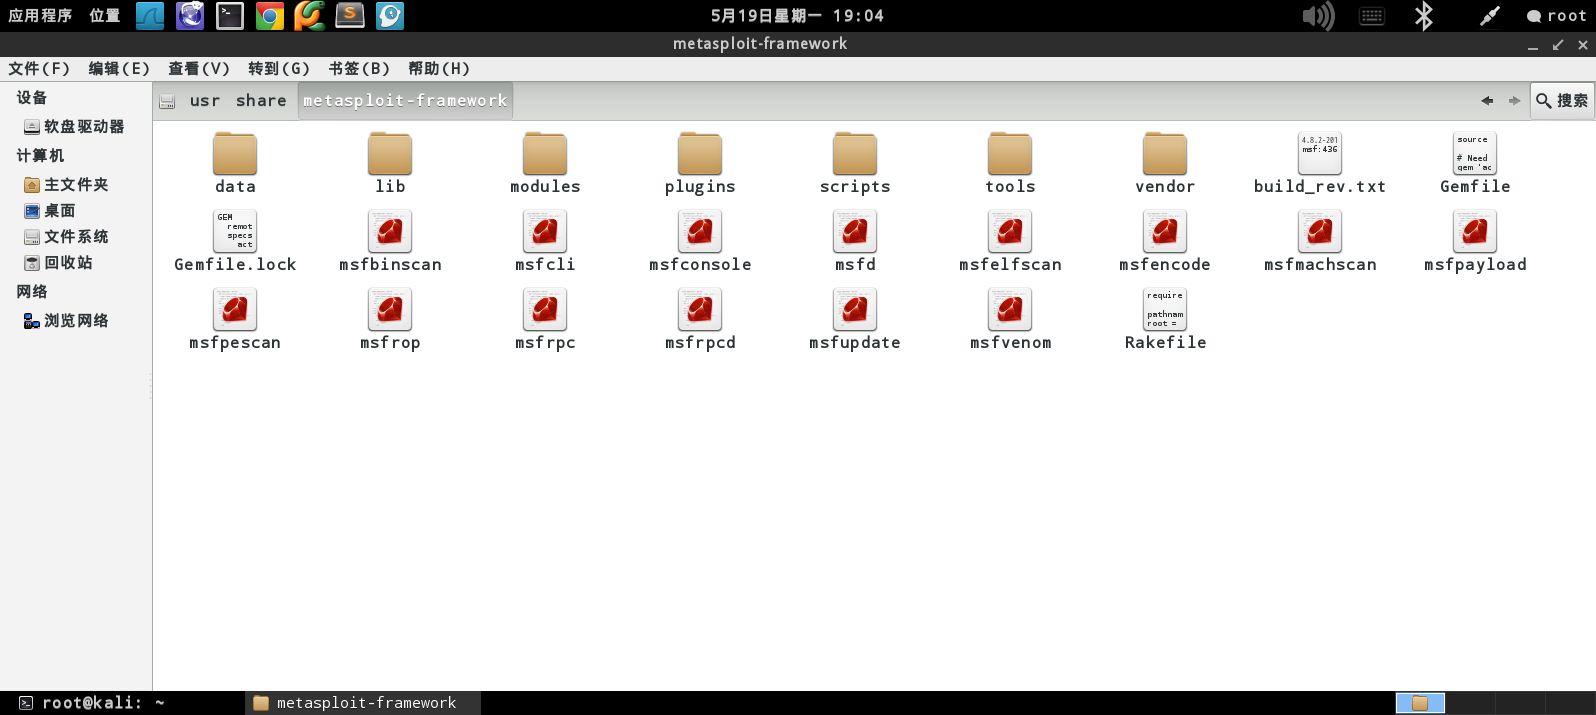 应用程序 位置 5月19日星期一 19:04 root
metasploit-framework
文件(F) 编辑(E) 查看(V) 转到(G) 书签(B) 帮助(H)
设备
软盘驱动器
计算机
主文件夹
桌面
文件系统
回收站
网络
浏览网络
usr share metasploit-framework 搜索
4.8.2-201
msf:436
source
# Need
gem 'ac
data lib modules plugins scripts tools vendor build_rev.txt Gemfile
GEM
remot
specs
act
Gemfile.lock msfbinscan msfcli msfconsole msfd msfelfscan msfencode msfmachscan msfpayload
require
pathnam
root =
msfpescan msfrop msfrpc msfrpcd msfupdate msfvenom Rakefile
root@kali: ~ metasploit-framework